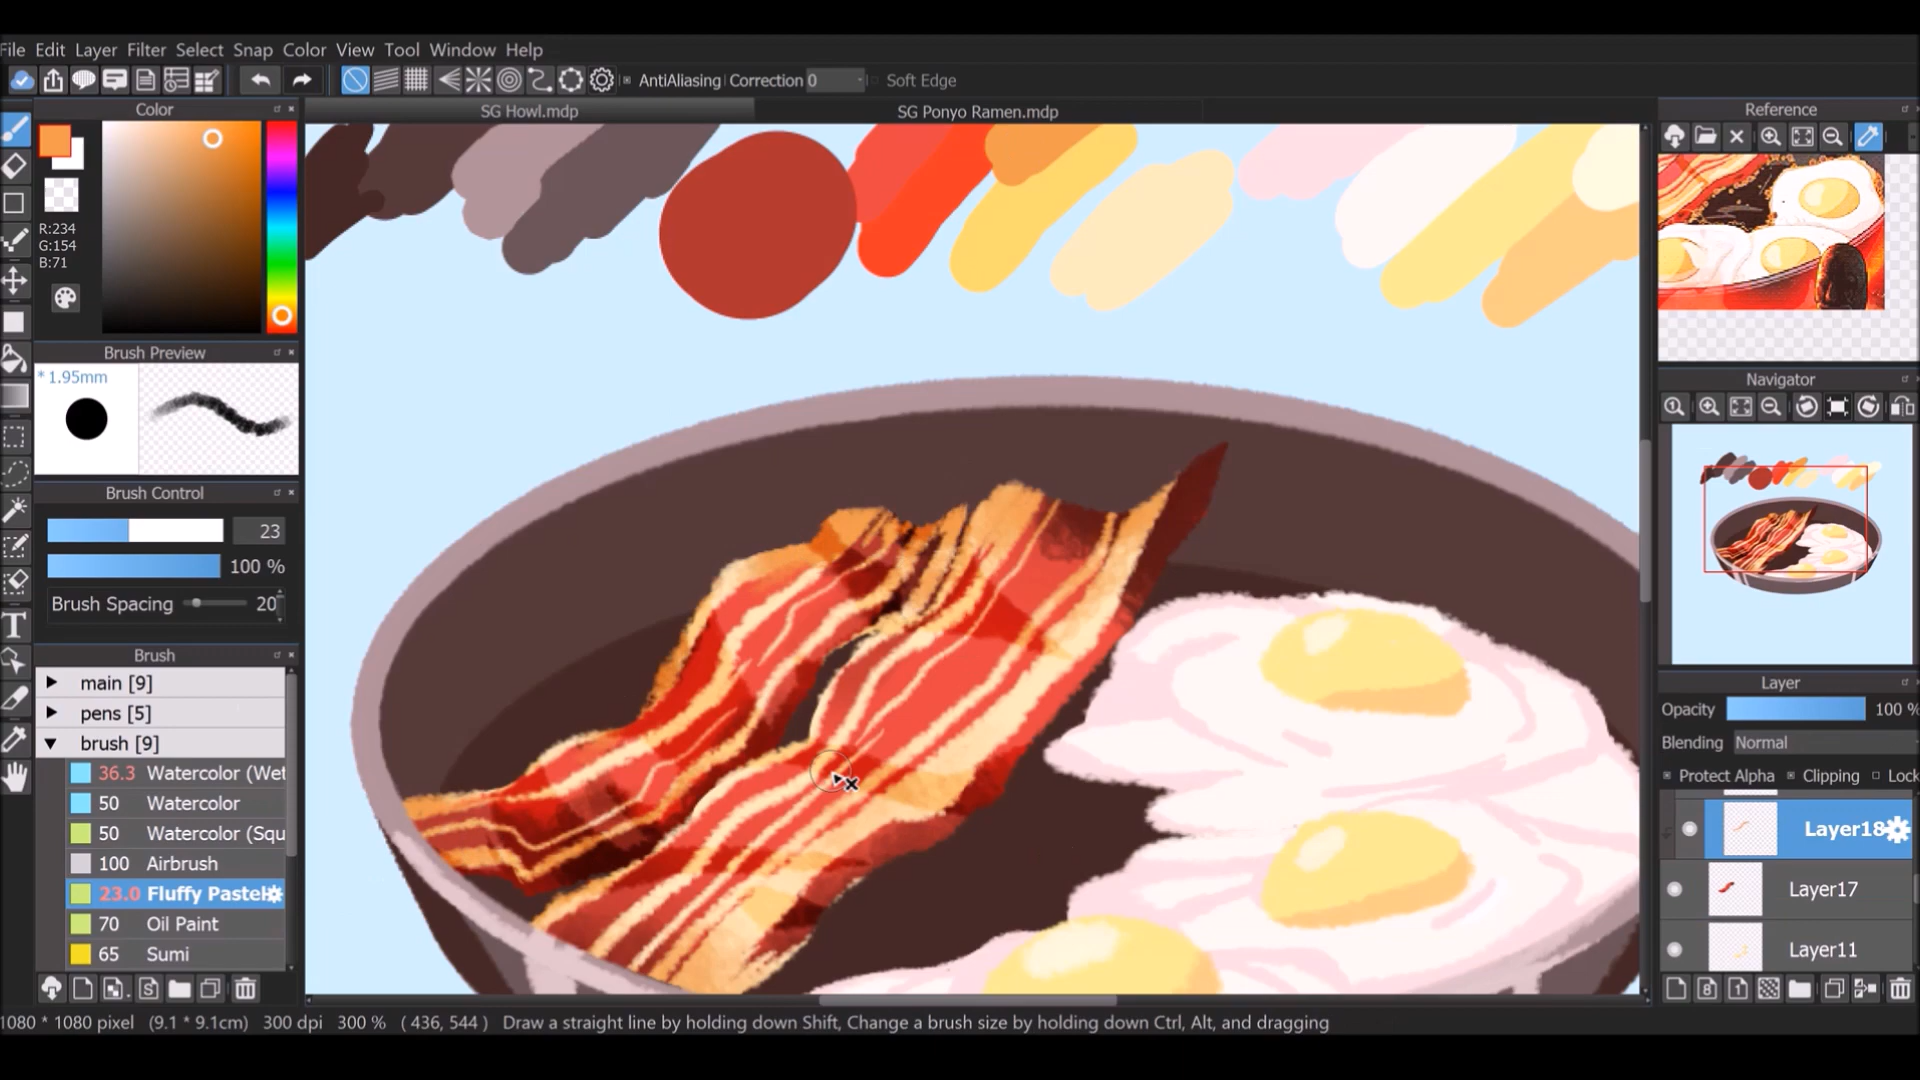 File Edit Layer Filter Select Snap Color View Tool Window Help
AntiAliasing Correction 0 Soft Edge
Color
SG Howl.mdp
SG Ponyo Ramen.mdp
Reference
R:234
G:154
B:71
Brush Preview
* 1.95mm
Navigator
Brush Control
23
100 %
Brush Spacing 20
Brush
main [9]
pens [5]
brush [9]
36.3 Watercolor (Wet
50 Watercolor
50 Watercolor (Squ
100 Airbrush
23.0 Fluffy Pastel
70 Oil Paint
65 Sumi
Layer
Opacity 100 %
Blending Normal
Protect Alpha Clipping Lock
Layer18
Layer17
Layer11
1080 * 1080 pixel (9.1 * 9.1cm) 300 dpi 300 % ( 436, 544 ) Draw a straight line by holding down Shift, Change a brush size by holding down Ctrl, Alt, and dragging